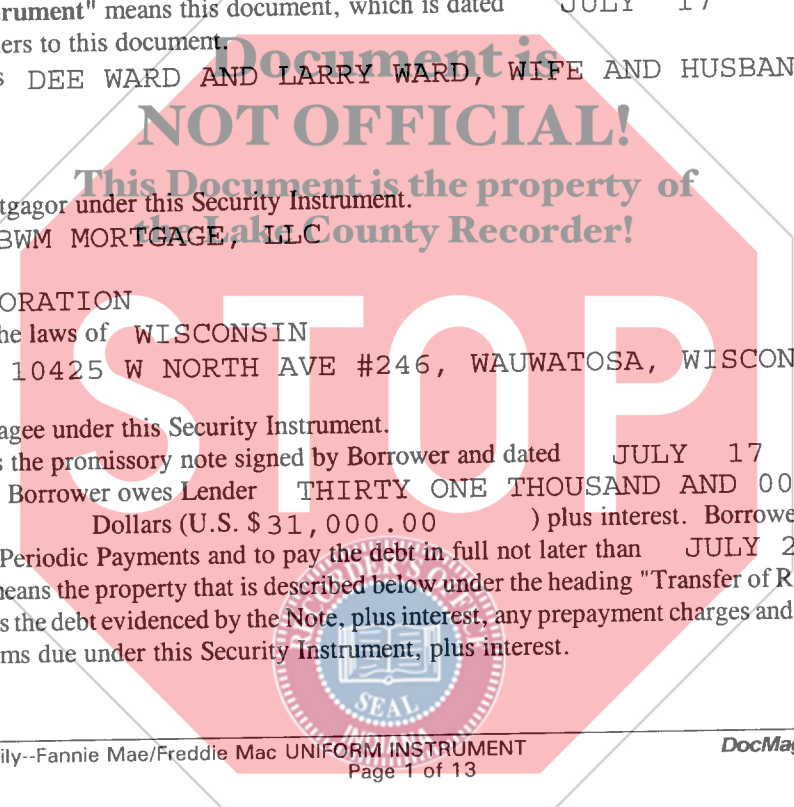 rument" means this document, which is dated JULY 17
ers to this document.
Document is
s DEE WARD AND LARRY WARD, WIFE AND HUSBAN
NOT OFFICIAL!
This Document is the property of
tgagor under this Security Instrument.
the Lake County Recorder!
BWM MORTGAGE, LLC
ORATION
he laws of WISCONSIN
10425 W NORTH AVE #246, WAUWATOSA, WISCON
STOP
agee under this Security Instrument.
s the promissory note signed by Borrower and dated JULY 17
Borrower owes Lender THIRTY ONE THOUSAND AND 00
Dollars (U.S. $ 31,000.00 ) plus interest. Borrowe
Periodic Payments and to pay the debt in full not later than JULY 2
neans the property that is described below under the heading "Transfer of R
s the debt evidenced by the Note, plus interest, any prepayment charges and
ms due under this Security Instrument, plus interest.
RECORDER'S OFFICE
SEAL
INDIANA
ily--Fannie Mae/Freddie Mac UNIFORM INSTRUMENT
DocMag
Page 1 of 13